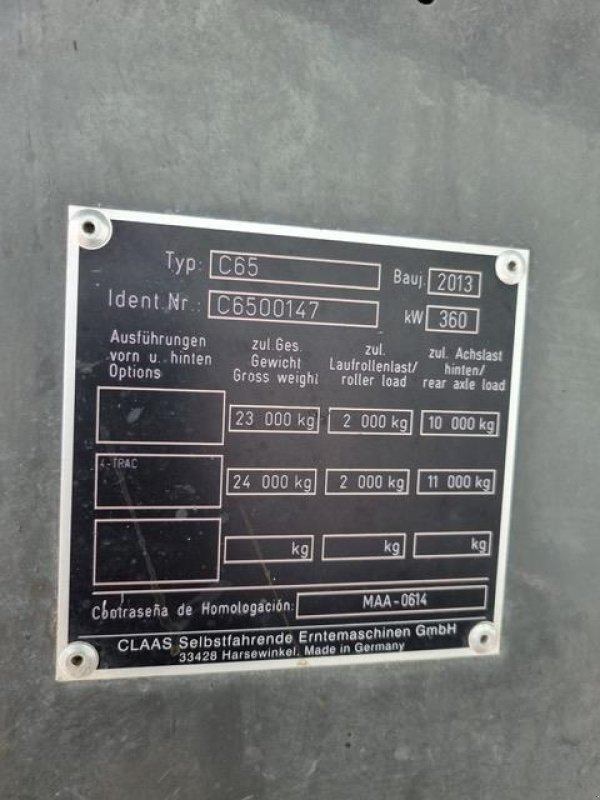 Typ: C65 Bauj. 2013
Ident Nr.: C6500147 kW 360
Ausführungen vorn u. hinten Options
zul.Ges. Gewicht Gross weight
zul. Laufrollenlast/ roller load
zul. Achslast hinten/ rear axle load
23 000 kg 2 000 kg 10 000 kg
4-TRAC 24 000 kg 2 000 kg 11 000 kg
kg kg kg
Contraseña de Homologación: MAA-0614
CLAAS Selbstfahrende Erntemaschinen GmbH
33428 Harsewinkel. Made in Germany